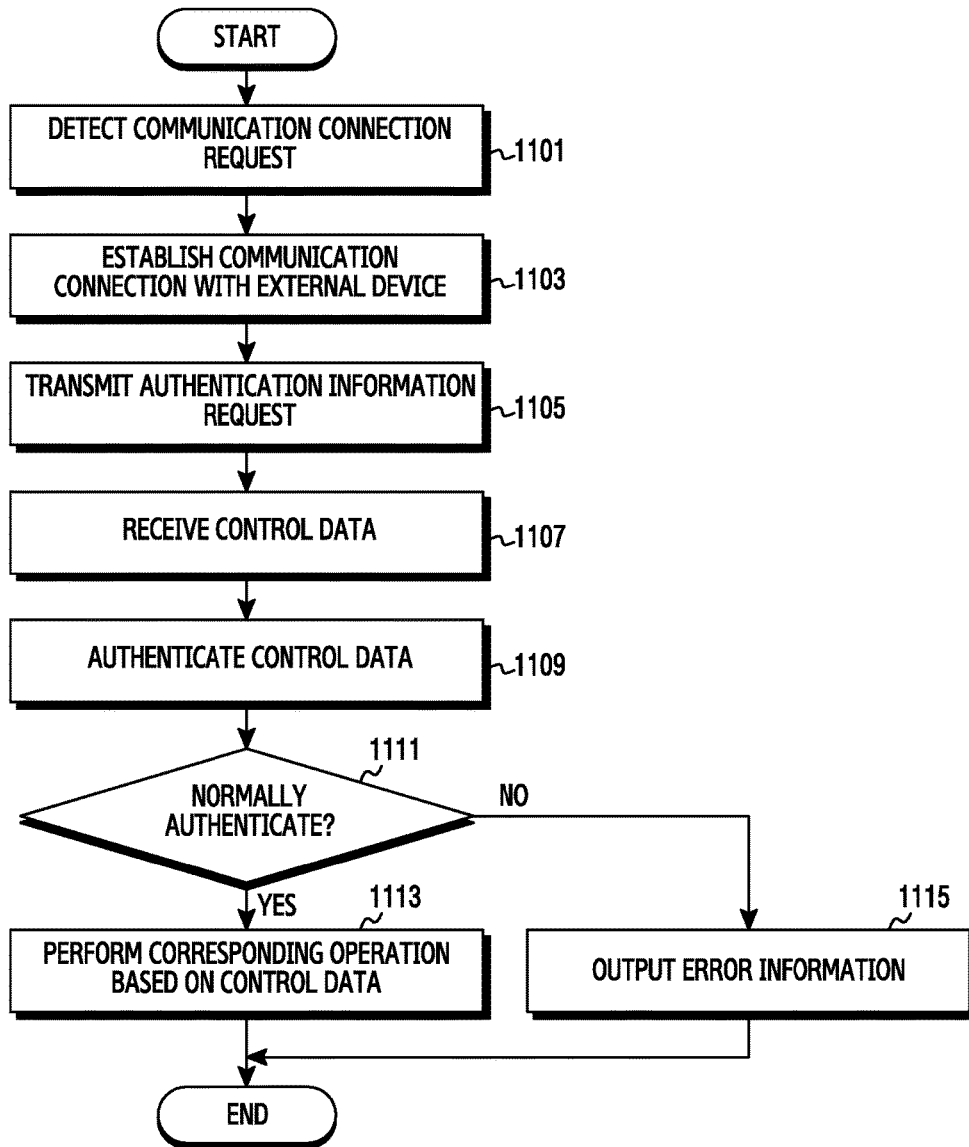 START
DETECT COMMUNICATION CONNECTION
REQUEST
1101
ESTABLISH COMMUNICATION
CONNECTION WITH EXTERNAL DEVICE
1103
TRANSMIT AUTHENTICATION INFORMATION
REQUEST
1105
RECEIVE CONTROL DATA
1107
AUTHENTICATE CONTROL DATA
1109
1111
NORMALLY
AUTHENTICATE?
NO
YES
1113
PERFORM CORRESPONDING OPERATION
BASED ON CONTROL DATA
1115
OUTPUT ERROR INFORMATION
END